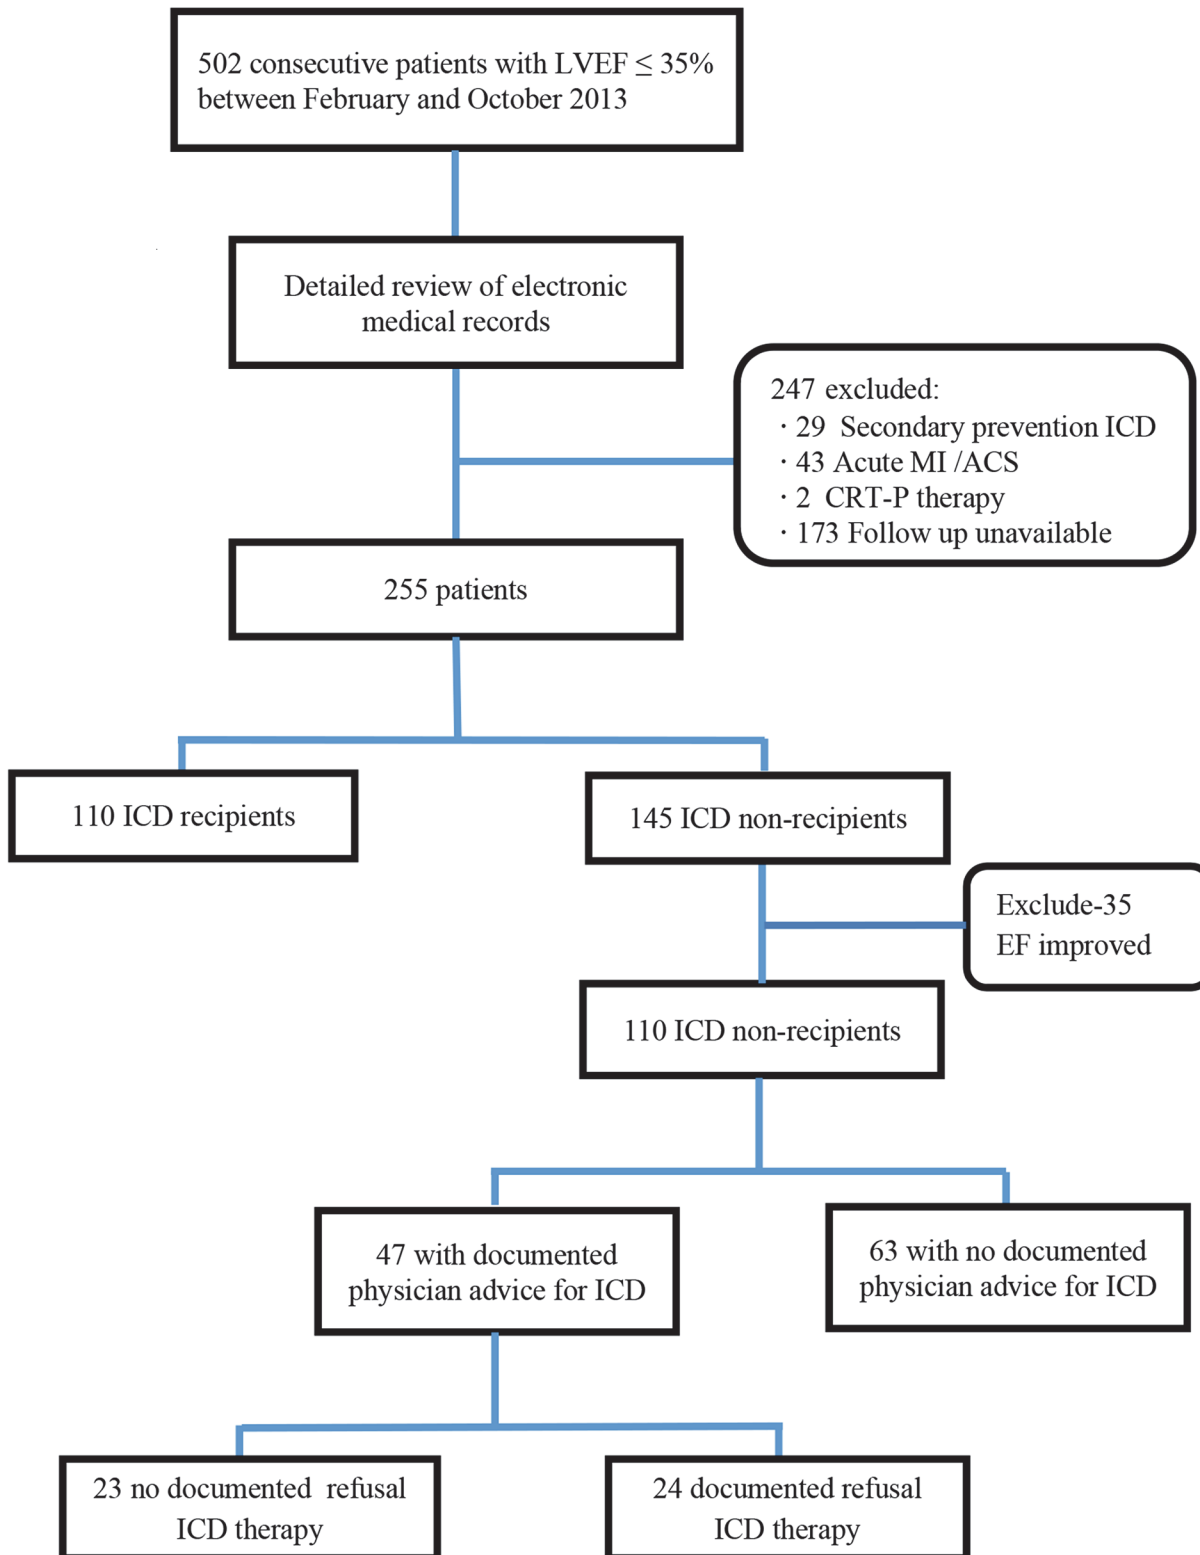 502 consecutive patients with LVEF ≤ 35%
between February and October 2013
Detailed review of electronic
medical records
247 excluded:
· 29 Secondary prevention ICD
· 43 Acute MI /ACS
· 2 CRT-P therapy
· 173 Follow up unavailable
255 patients
110 ICD recipients
145 ICD non-recipients
Exclude-35
EF improved
110 ICD non-recipients
47 with documented
physician advice for ICD
63 with no documented
physician advice for ICD
23 no documented refusal
ICD therapy
24 documented refusal
ICD therapy